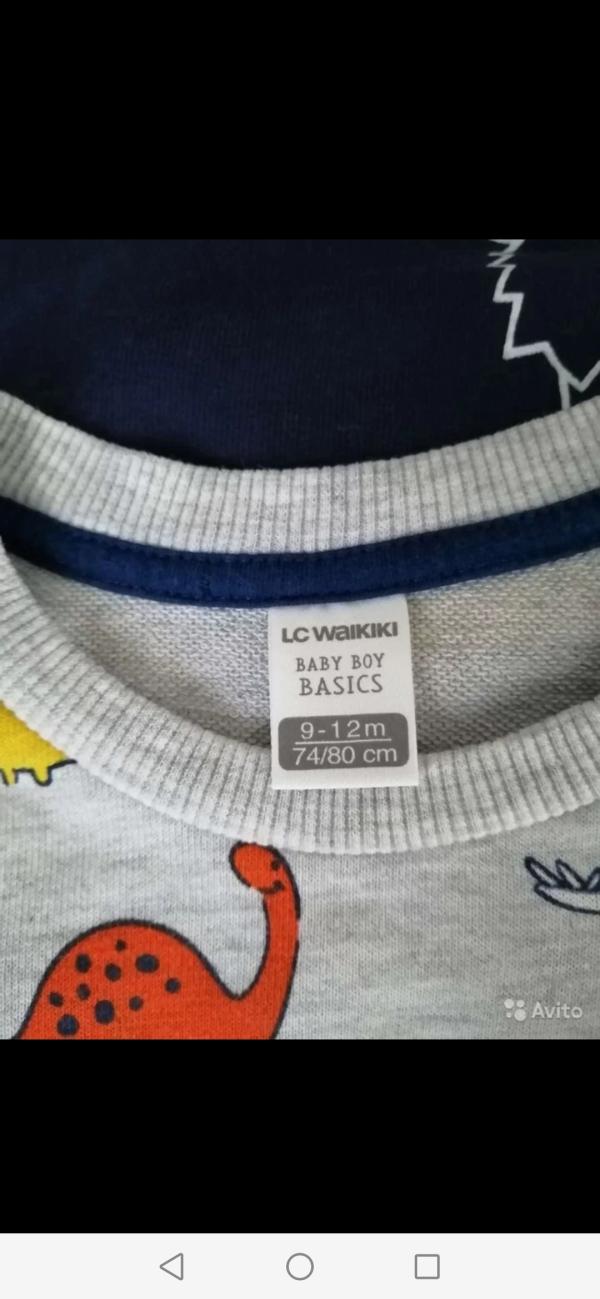 LC WAIKIKI
BABY BOY
BASICS
9-12m
74/80 cm
Avito